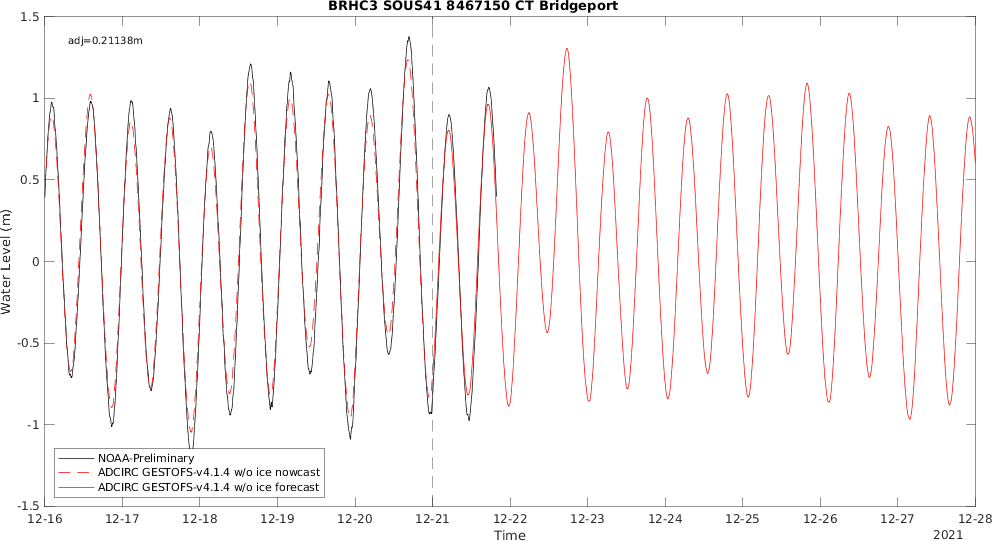 BRHC3 SOUS41 8467150 CT Bridgeport
adj=0.21138m
1.5
1
0.5
0
-0.5
-1
-1.5
Water Level (m)
NOAA-Preliminary
ADCIRC GESTOFS-v4.1.4 w/o ice nowcast
ADCIRC GESTOFS-v4.1.4 w/o ice forecast
12-16 12-17 12-18 12-19 12-20 12-21 12-22 12-23 12-24 12-25 12-26 12-27 12-28
Time
2021